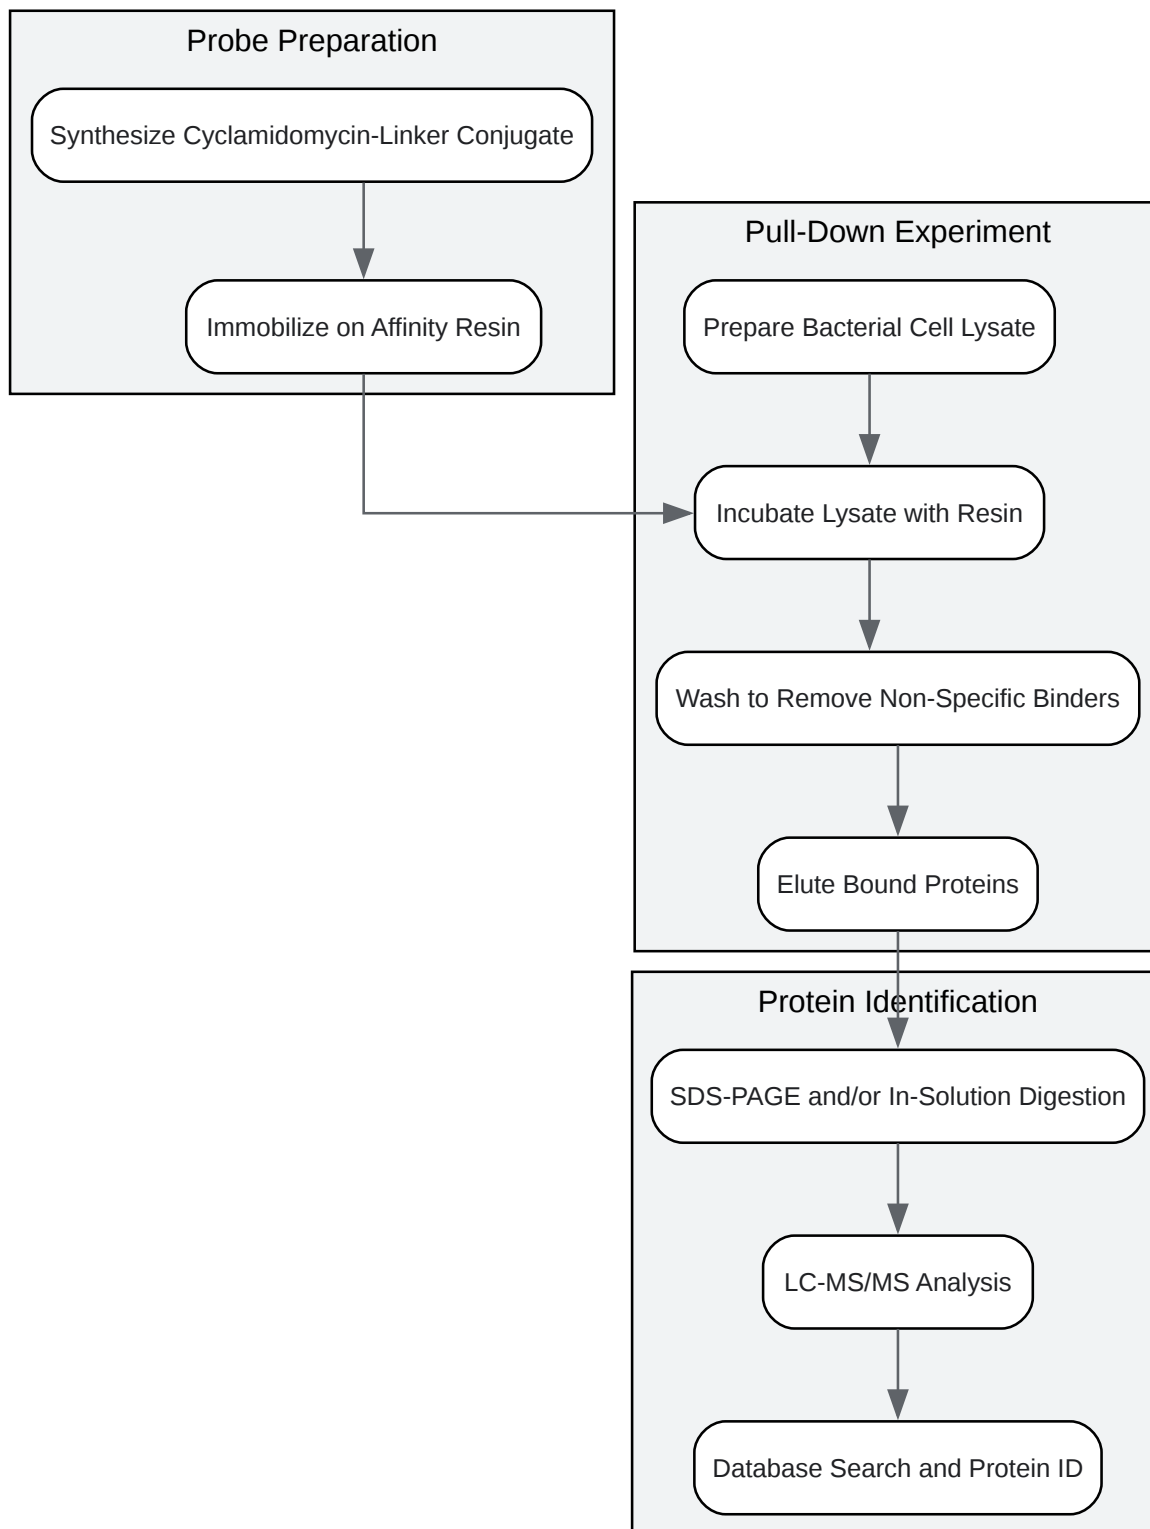 Probe Preparation
Synthesize Cyclamidomycin-Linker Conjugate
Immobilize on Affinity Resin
Pull-Down Experiment
Prepare Bacterial Cell Lysate
Incubate Lysate with Resin
Wash to Remove Non-Specific Binders
Elute Bound Proteins
Protein Identification
SDS-PAGE and/or In-Solution Digestion
LC-MS/MS Analysis
Database Search and Protein ID